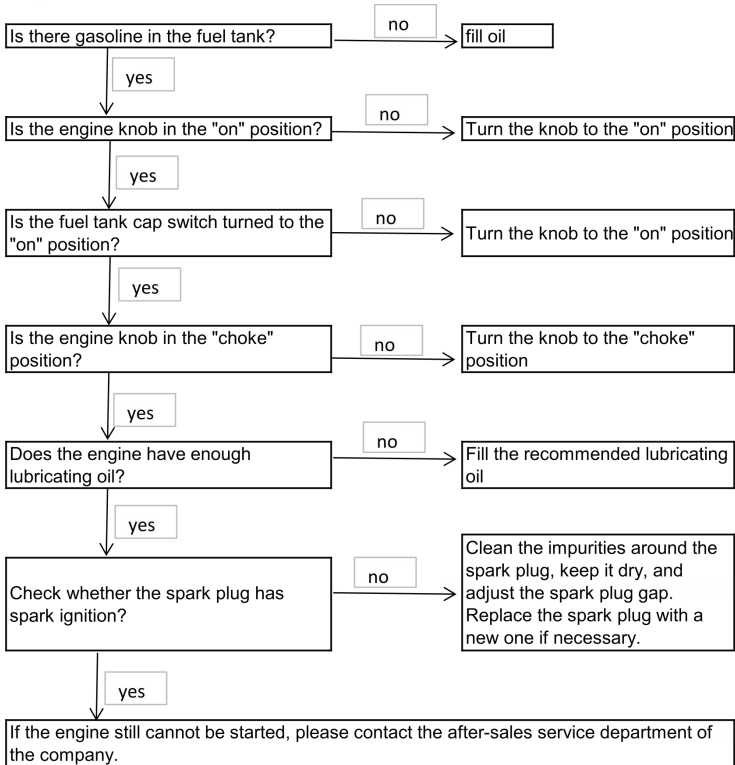 Is there gasoline in the fuel tank?
no
fill oil
yes
Is the engine knob in the "on" position?
no
Turn the knob to the "on" position
yes
Is the fuel tank cap switch turned to the
"on" position?
no
Turn the knob to the "on" position
yes
Is the engine knob in the "choke"
position?
no
Turn the knob to the "choke"
position
yes
Does the engine have enough
lubricating oil?
no
Fill the recommended lubricating
oil
yes
Check whether the spark plug has
spark ignition?
no
Clean the impurities around the
spark plug, keep it dry, and
adjust the spark plug gap.
Replace the spark plug with a
new one if necessary.
yes
If the engine still cannot be started, please contact the after-sales service department of
the company.